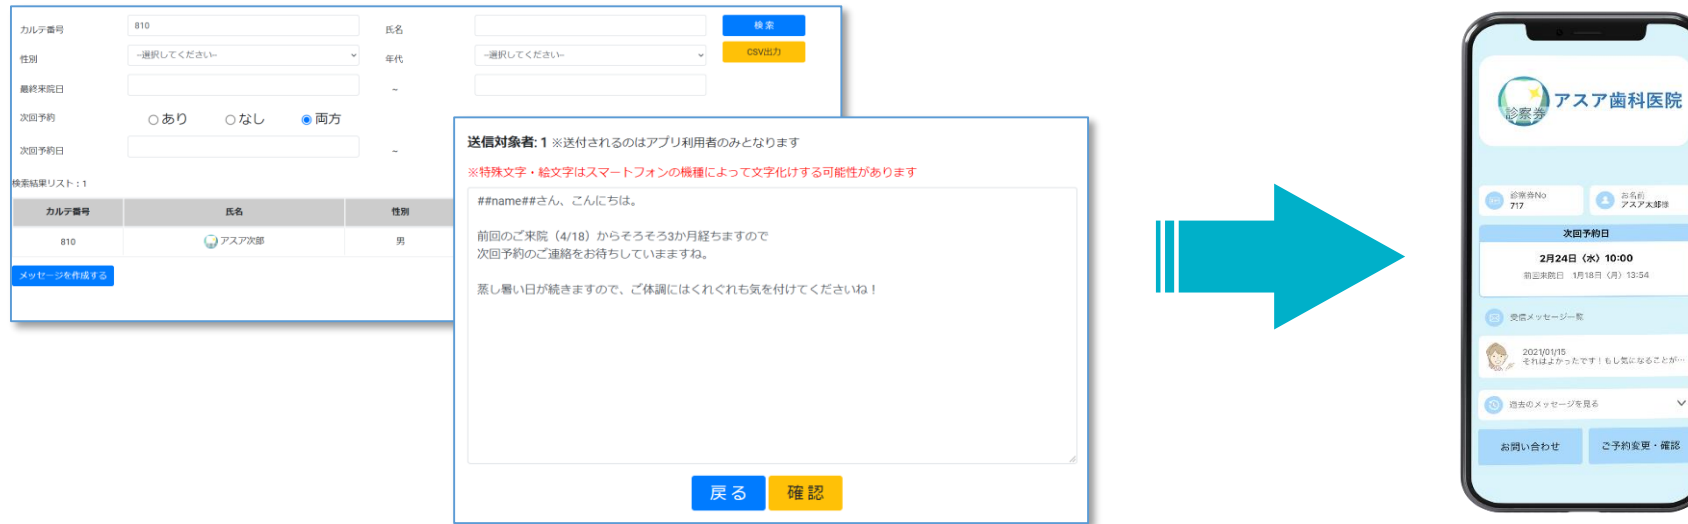 カルテ番号 810 氏名 検索
性別 --選択してください-- 年代 --選択してください-- CSV出力
最終来院日 ~
次回予約 あり なし 両方
次回予約日 ~
検索結果リスト：1
カルテ番号 氏名 性別
810 アスア次郎 男
メッセージを作成する
送信対象者: 1 ※送付されるのはアプリ利用者のみとなります
※特殊文字・絵文字はスマートフォンの機種によって文字化けする可能性があります
##name##さん、こんにちは。
前回のご来院（4/18）からそろそろ3か月経ちますので
次回予約のご連絡をお待ちしていまますね。
蒸し暑い日が続きますので、ご体調にはくれぐれも気を付けてくださいね！
戻る 確認
診察券 アスア歯科医院
診察券No
717
お名前
アスア太郎様
次回予約日
2月24日（水）10:00
前回来院日 1月18日（月）13:54
受信メッセージ一覧
2021/01/15
それはよかったです！もし気になることが…
過去のメッセージを見る
お問い合わせ ご予約変更・確認